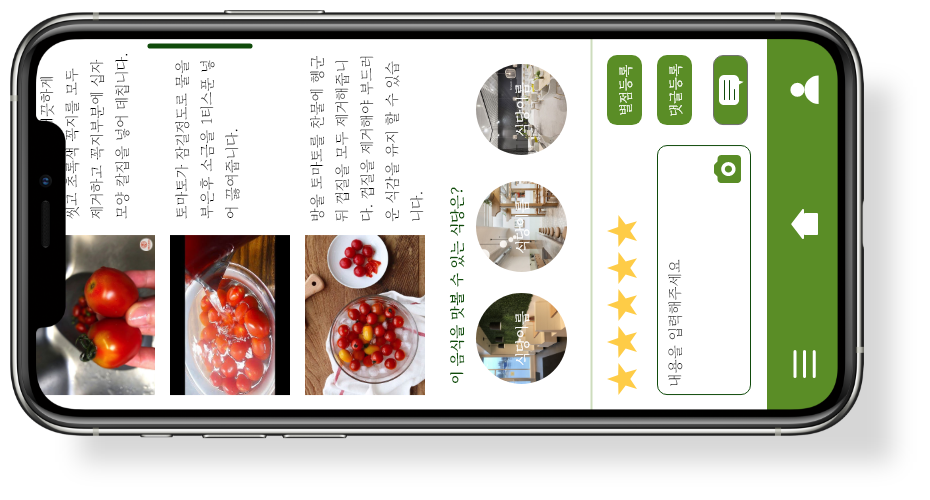 끗하게
씻고 초록색 꼭지를 모두
제거하고 꼭지부분에 십자
모양 칼집을 넣어 데칩니다.
토마토가 잠길정도로 물을
부은후 소금을 1티스푼 넣
어 끓여줍니다.
방울 토마토를 찬물에 헹군
뒤 껍질을 모두 제거해줍니
다. 껍질을 제거해야 부드러
운 식감을 유지 할 수 있습
니다.
이 음식을 맛볼 수 있는 식당은?
식당이름
식당이름
식당이름
별점등록
내용을 입력해주세요
댓글등록